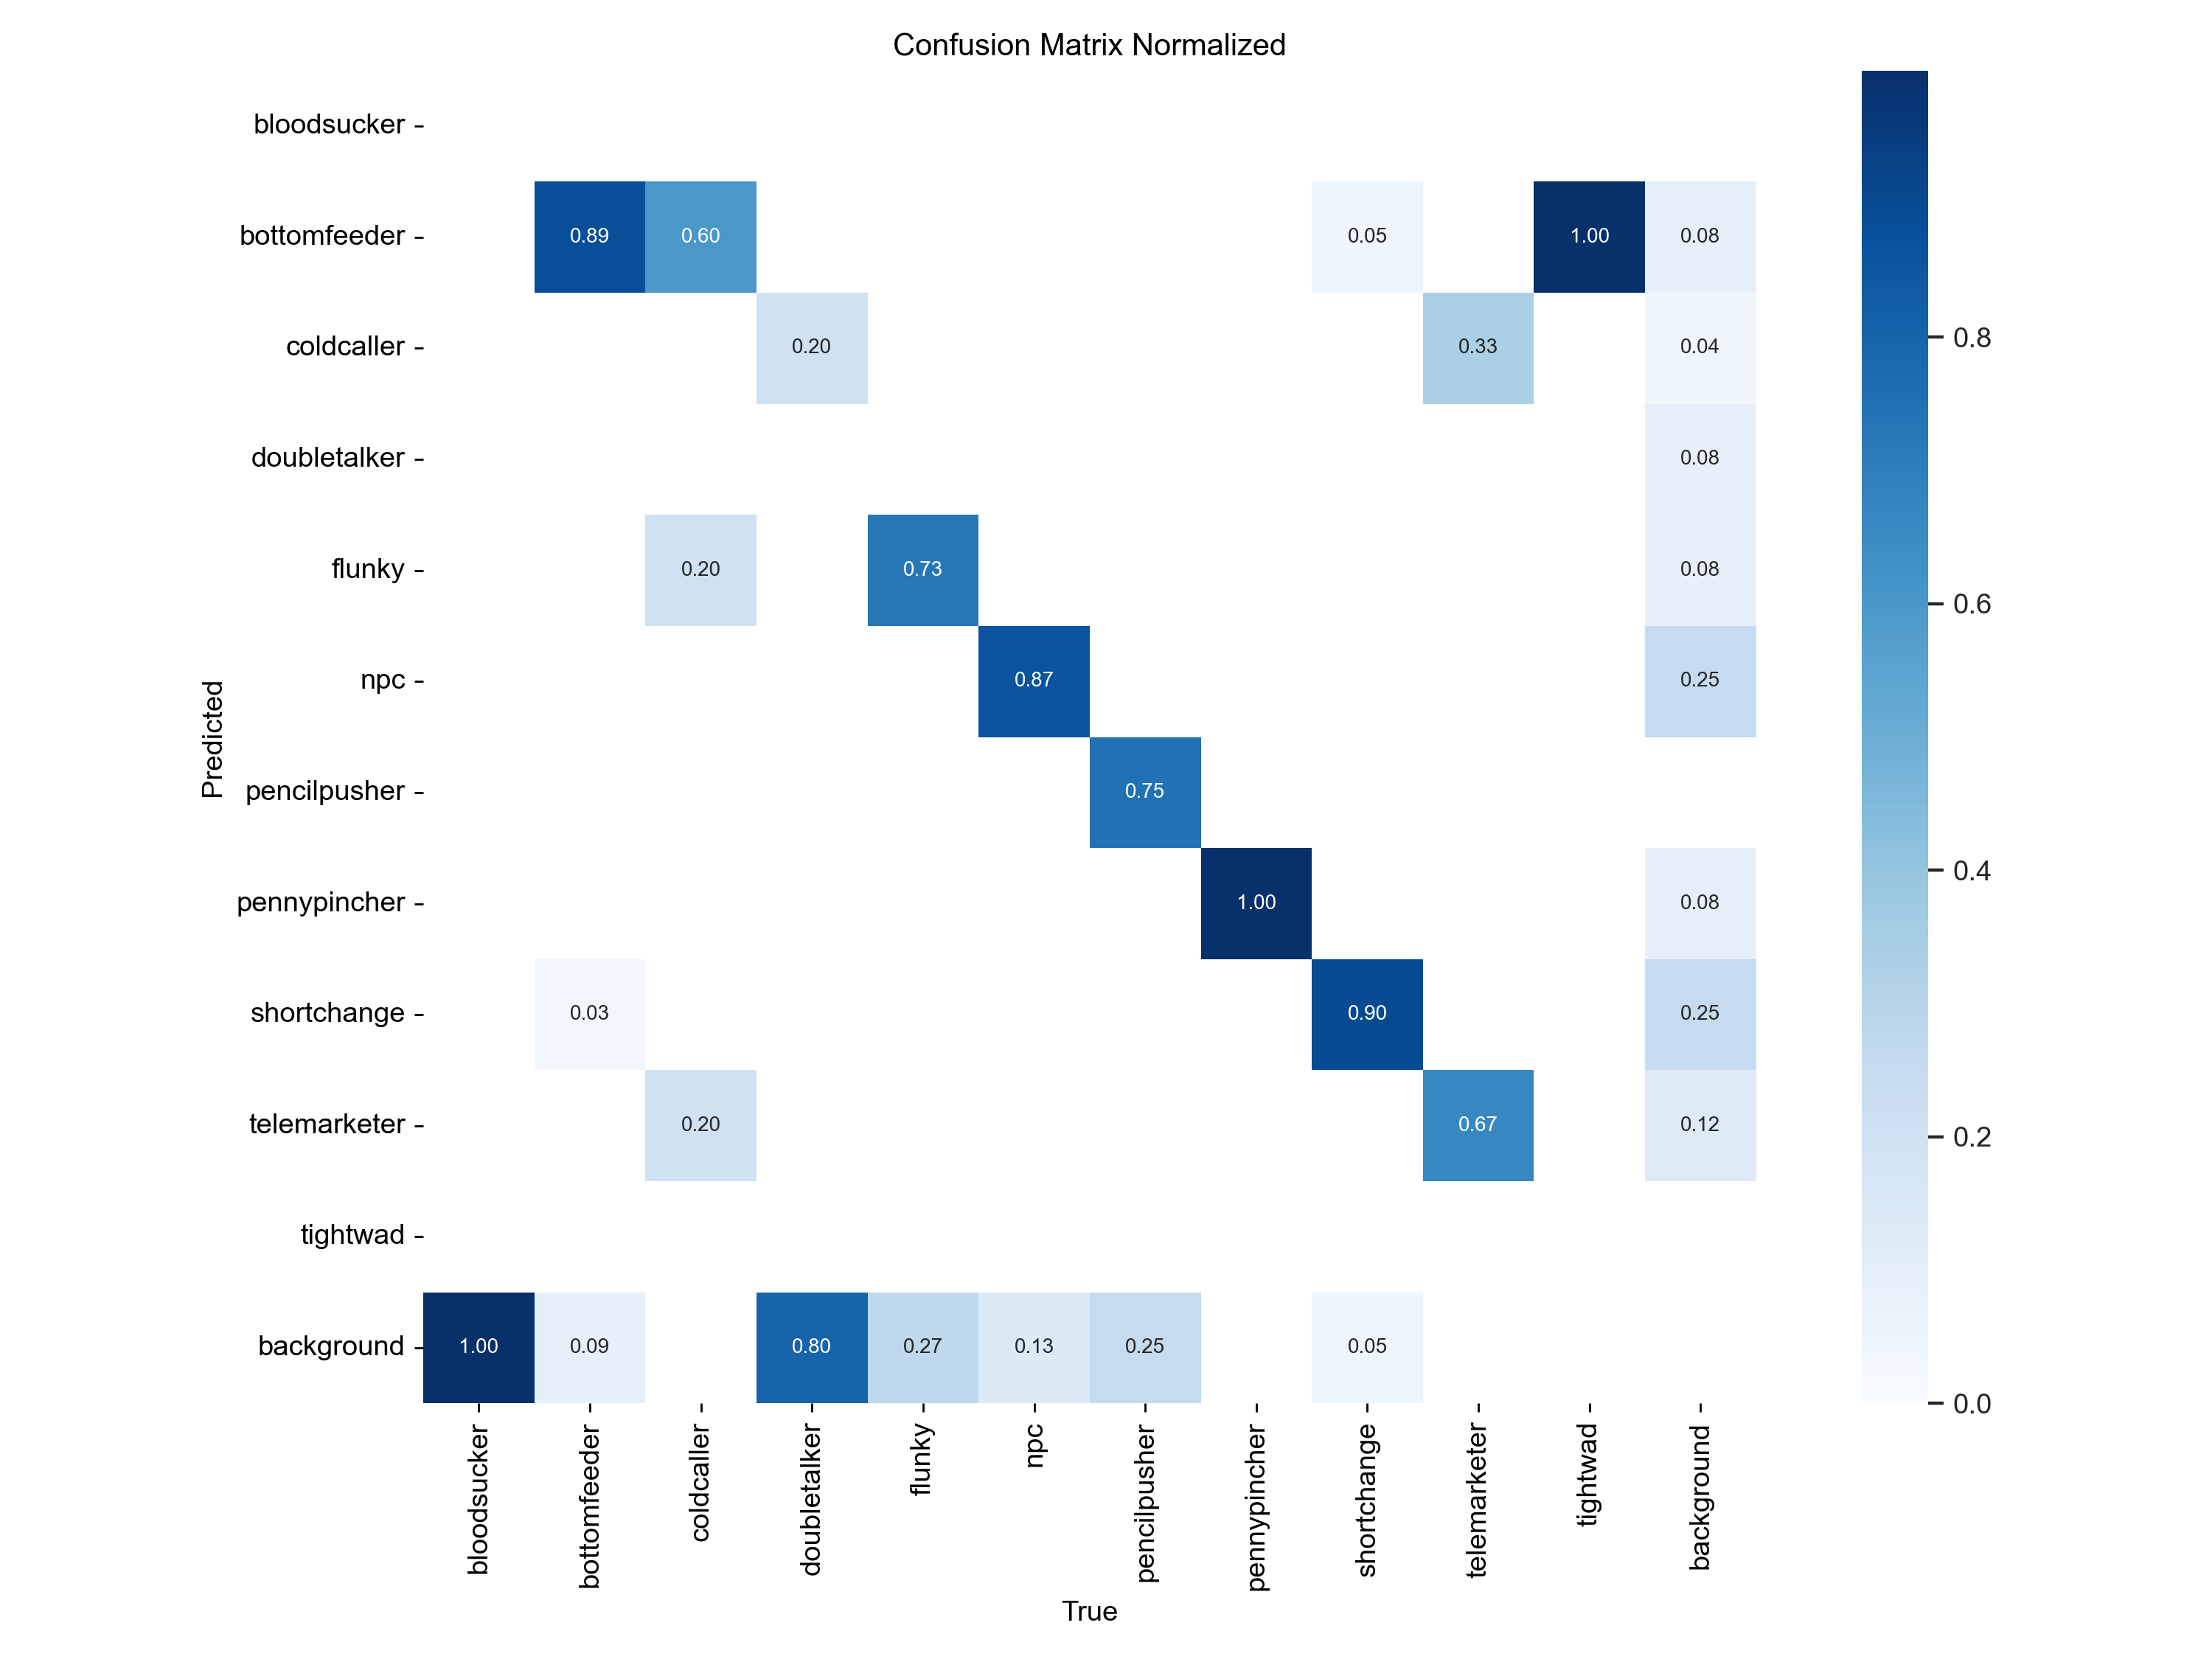 Confusion Matrix Normalized
bloodsucker
bottomfeeder 0.89 0.60 0.05 1.00 0.08
coldcaller 0.20 0.33 0.04
doubletalker 0.08
flunky 0.20 0.73 0.08
npc 0.87 0.25
pencilpusher 0.75
pennypincher 1.00 0.08
shortchange 0.03 0.90 0.25
telemarketer 0.20 0.67 0.12
tightwad
background 1.00 0.09 0.80 0.27 0.13 0.25 0.05
Predicted
bloodsucker
bottomfeeder
coldcaller
doubletalker
flunky
npc
pencilpusher
pennypincher
shortchange
telemarketer
tightwad
background
True
0.8
0.6
0.4
0.2
0.0